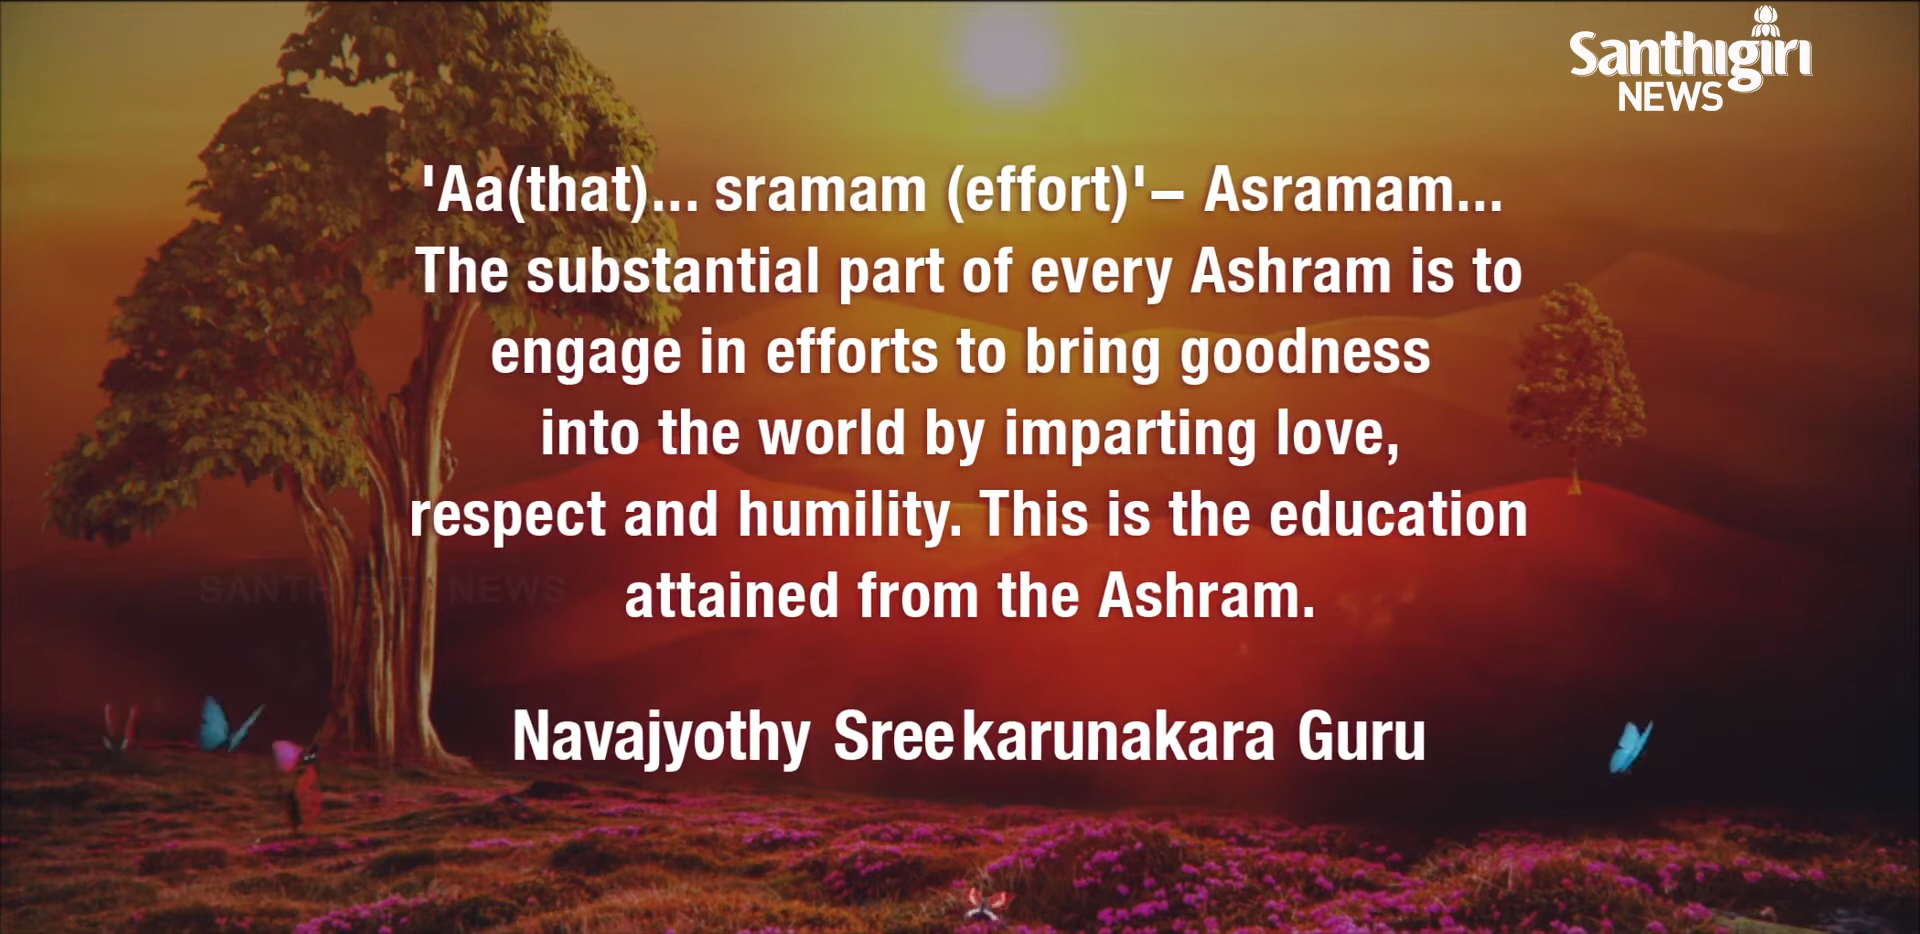 Santhigiri
NEWS
'Aa(that)... sramam (effort)'– Asramam...
The substantial part of every Ashram is to
engage in efforts to bring goodness
into the world by imparting love,
respect and humility. This is the education
attained from the Ashram.
SANTHIGIRI NEWS
Navajyothy Sreekarunakara Guru